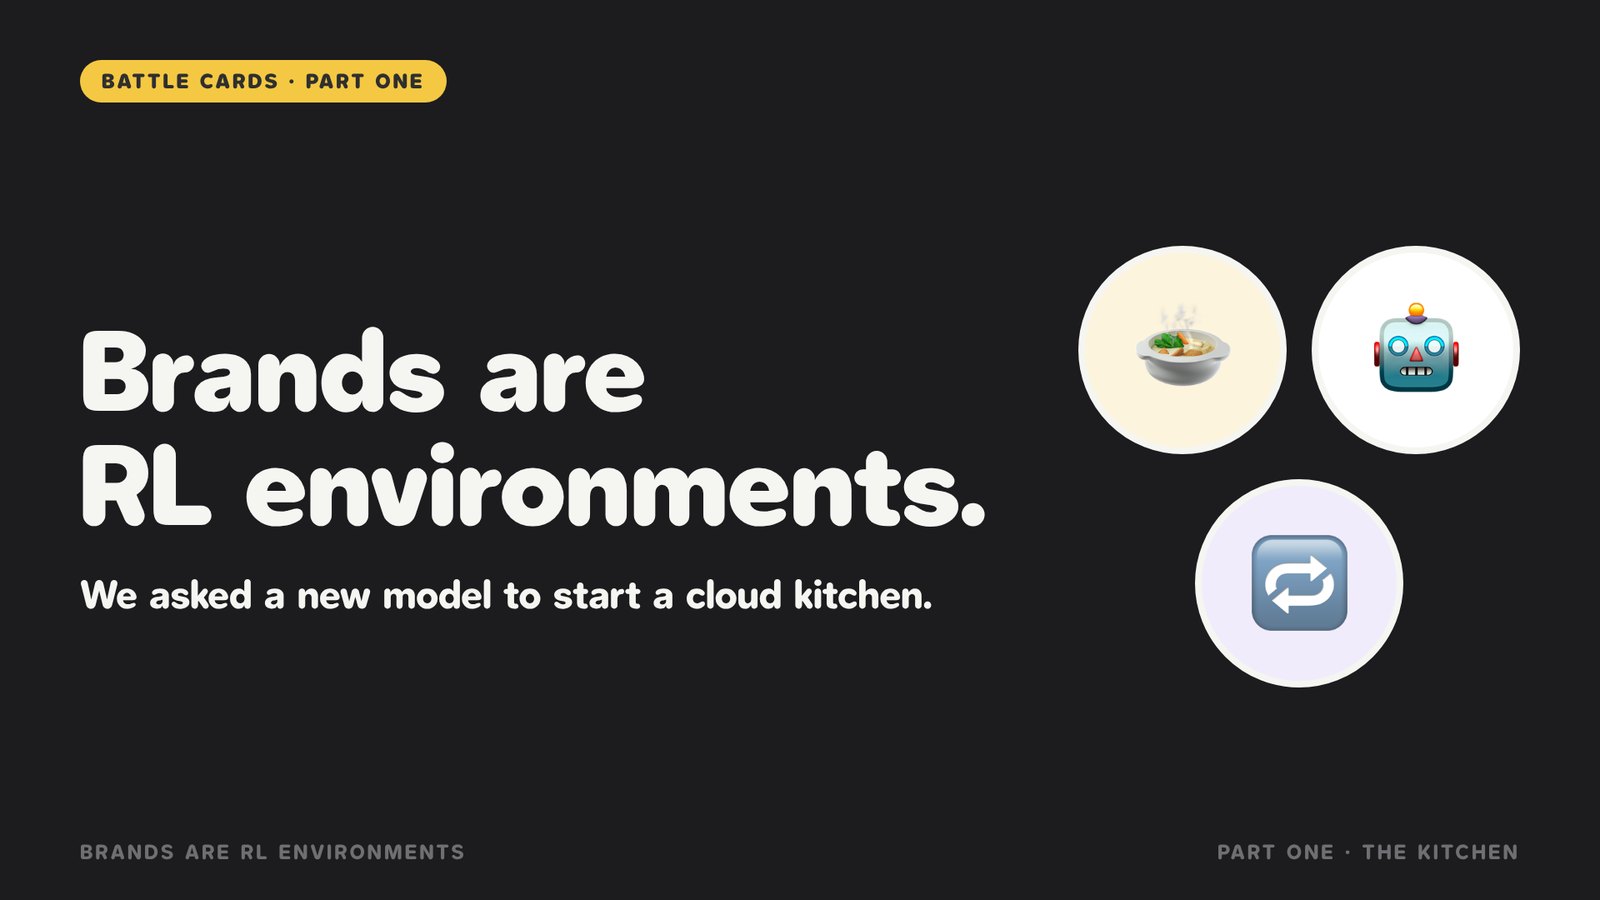 BATTLE CARDS · PART ONE
Brands are
RL environments.
We asked a new model to start a cloud kitchen.
BRANDS ARE RL ENVIRONMENTS
PART ONE · THE KITCHEN